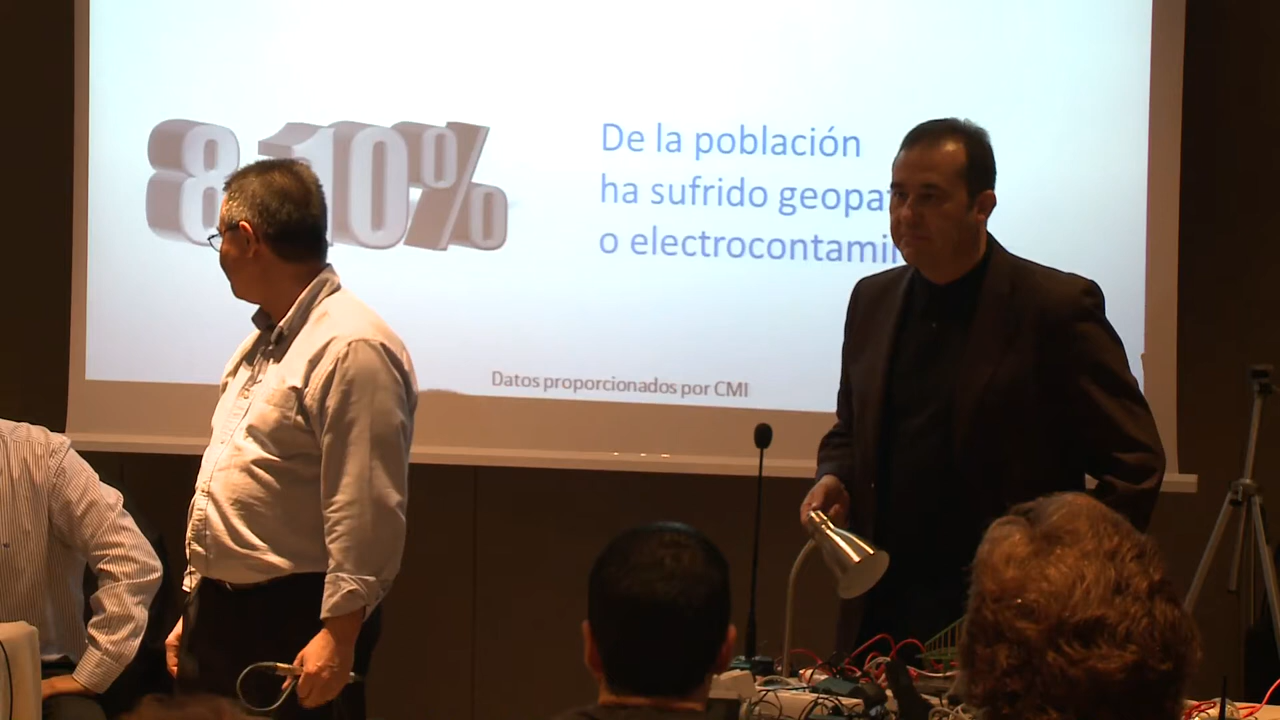 8-10%
De la población
ha sufrido
o
Datos proporcionados por CMI